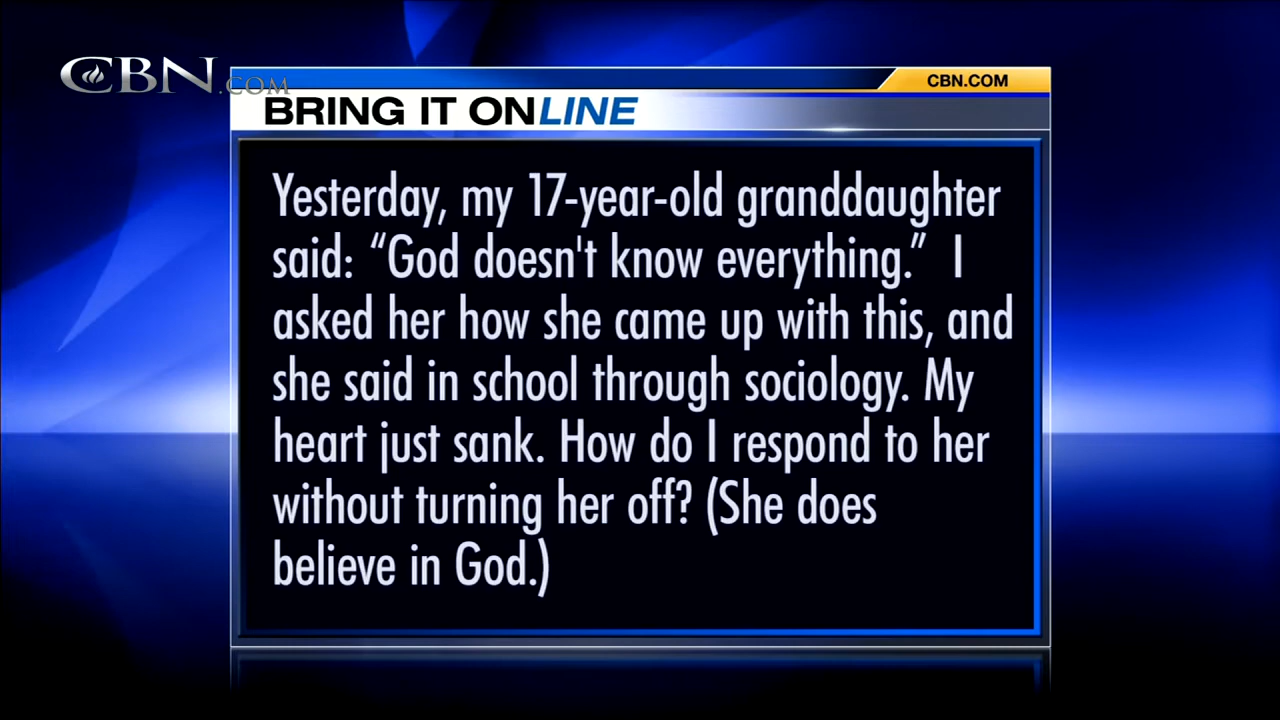 CBN.COM
CBN.COM
BRING IT ONLINE
Yesterday, my 17-year-old granddaughter
said: “God doesn't know everything.” I
asked her how she came up with this, and
she said in school through sociology. My
heart just sank. How do I respond to her
without turning her off? (She does
believe in God.)